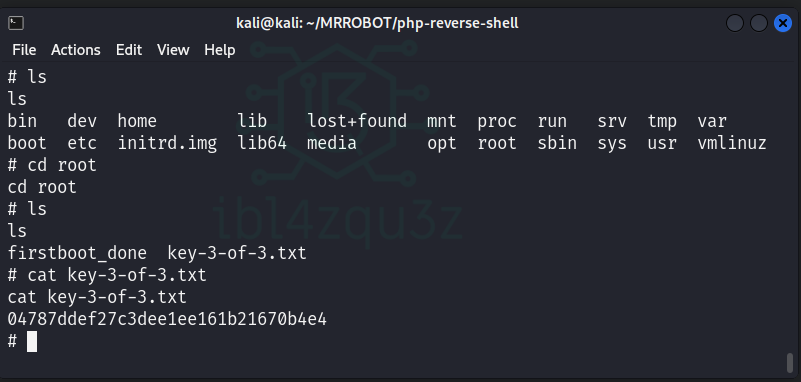 kali@kali: ~/MRROBOT/php-reverse-shell
File Actions Edit View Help
# ls
ls
bin dev home lib lost+found mnt proc run srv tmp var
boot etc initrd.img lib64 media opt root sbin sys usr vmlinuz
# cd root
cd root
# ls
ls
firstboot_done key-3-of-3.txt
# cat key-3-of-3.txt
cat key-3-of-3.txt
04787ddef27c3dee1ee161b21670b4e4
#
ibl4zqu3z